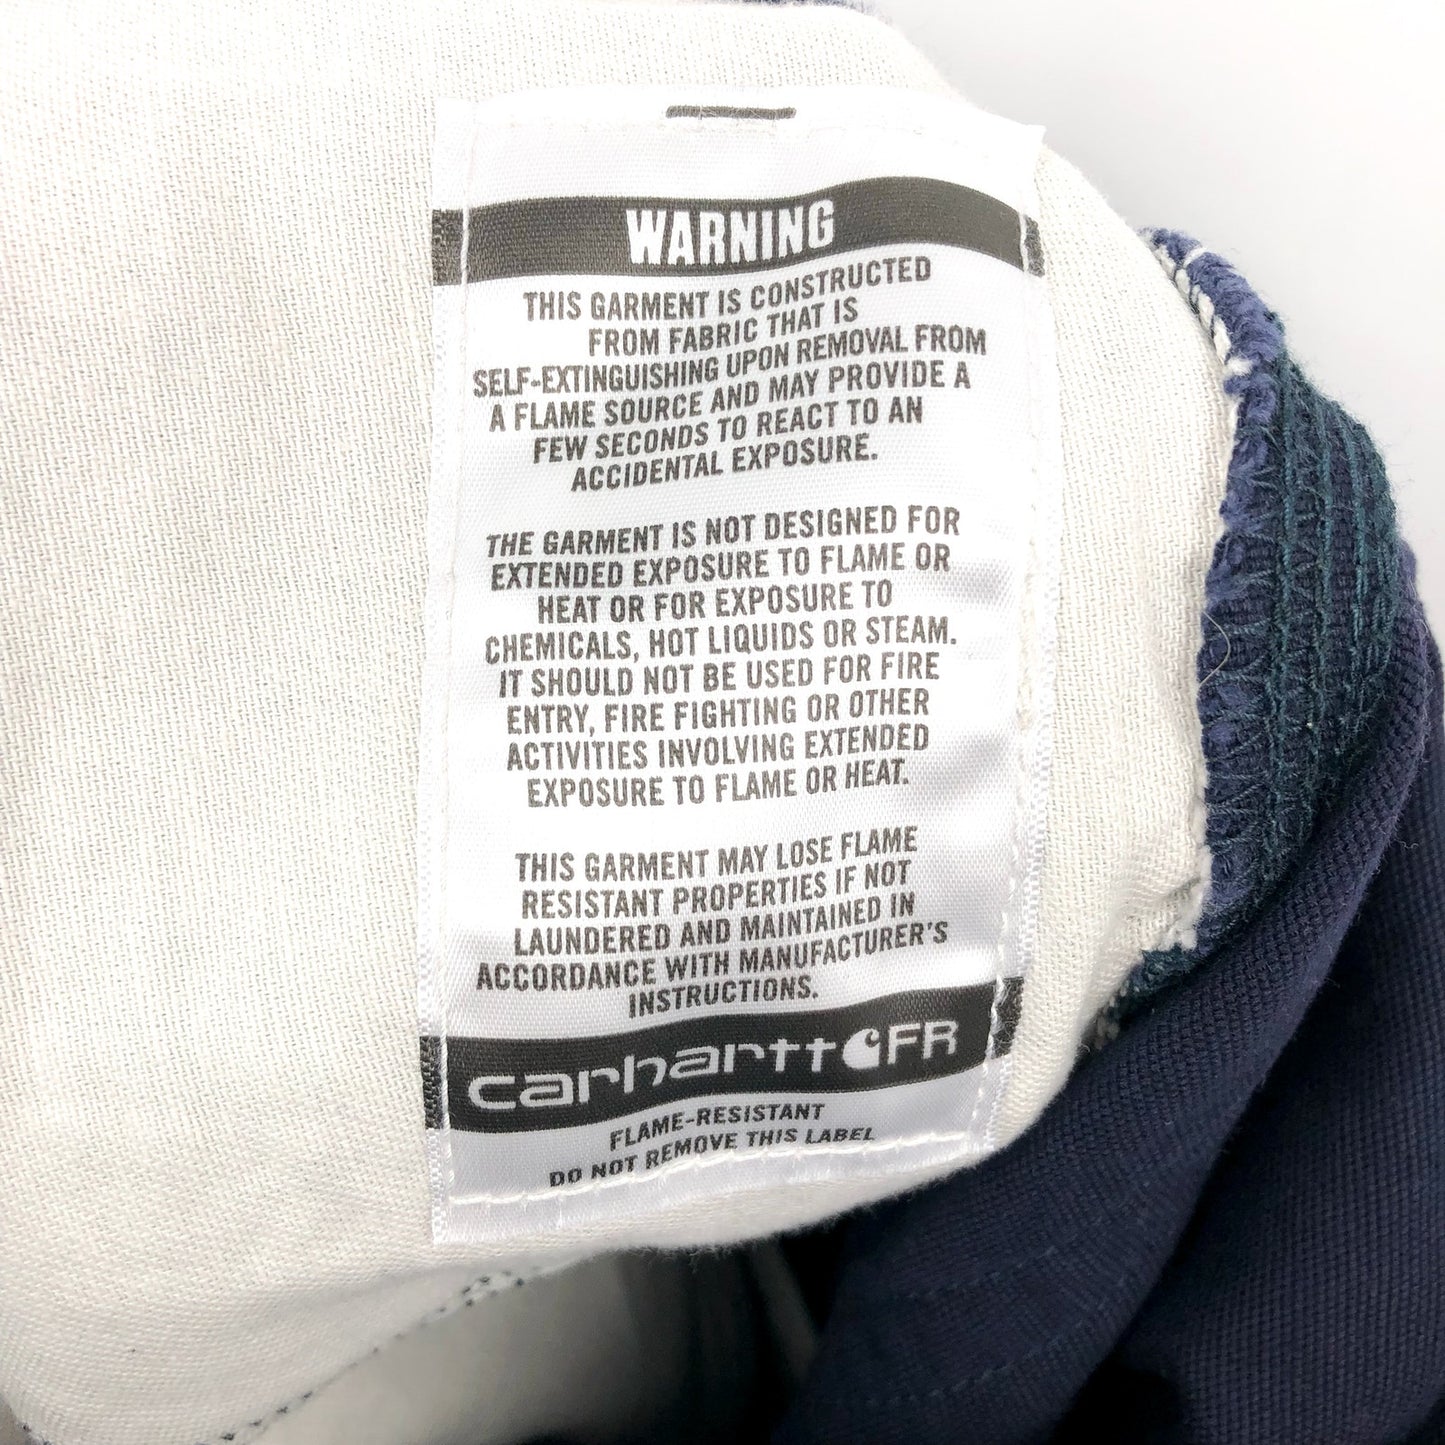 WARNING
THIS GARMENT IS CONSTRUCTED
FROM FABRIC THAT IS
SELF-EXTINGUISHING UPON REMOVAL FROM
A FLAME SOURCE AND MAY PROVIDE A
FEW SECONDS TO REACT TO AN
ACCIDENTAL EXPOSURE.
THE GARMENT IS NOT DESIGNED FOR
EXTENDED EXPOSURE TO FLAME OR
HEAT OR FOR EXPOSURE TO
CHEMICALS, HOT LIQUIDS OR STEAM.
IT SHOULD NOT BE USED FOR FIRE
ENTRY, FIRE FIGHTING OR OTHER
ACTIVITIES INVOLVING EXTENDED
EXPOSURE TO FLAME OR HEAT.
THIS GARMENT MAY LOSE FLAME
RESISTANT PROPERTIES IF NOT
LAUNDERED AND MAINTAINED IN
ACCORDANCE WITH MANUFACTURER'S
INSTRUCTIONS.
carhartt FR
FLAME-RESISTANT
DO NOT REMOVE THIS LABEL